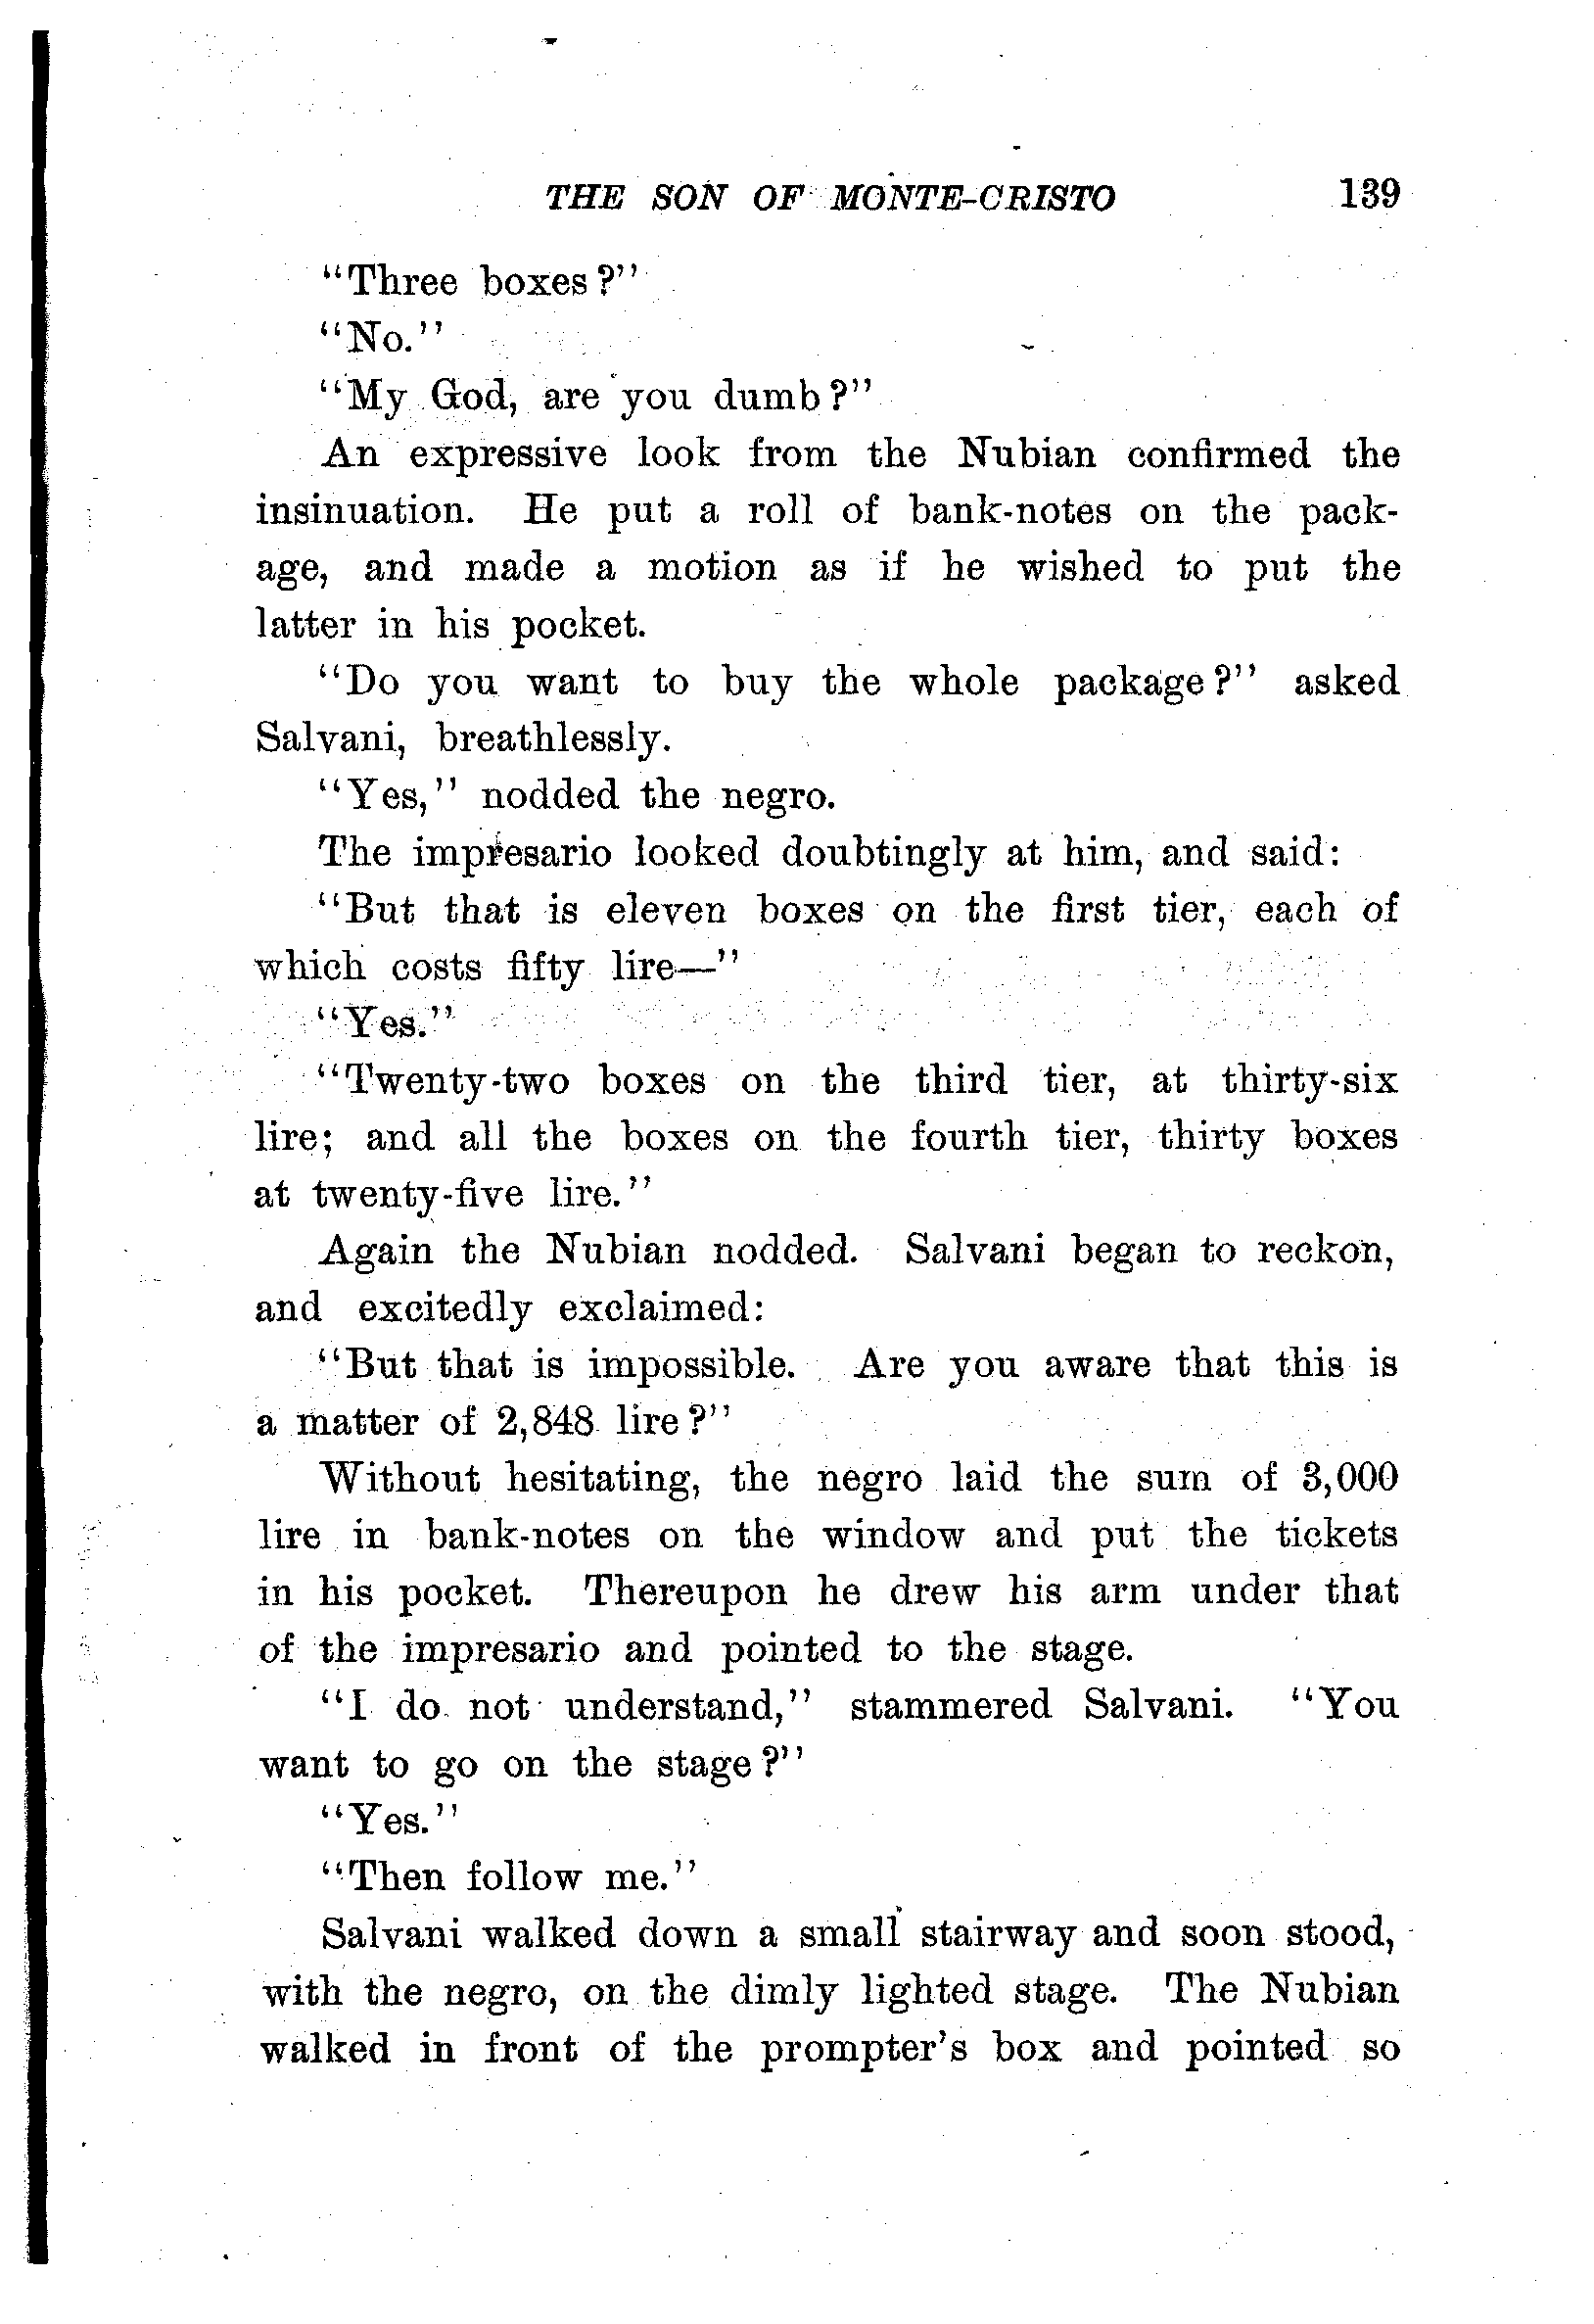 THE SON OF MONTE-CRISTO 139
"Three boxes?"
"No."
"My God, are you dumb?"
An expressive look from the Nubian confirmed the
insinuation. He put a roll of bank-notes on the pack-
age, and made a motion as if he wished to put the
latter in his pocket.
"Do you want to buy the whole package?" asked
Salvani, breathlessly.
"Yes," nodded the negro.
The impresario looked doubtingly at him, and said:
"But that is eleven boxes on the first tier, each of
which costs fifty lire—"
"Yes."
"Twenty-two boxes on the third tier, at thirty-six
lire; and all the boxes on the fourth tier, thirty boxes
at twenty-five lire."
Again the Nubian nodded. Salvani began to reckon,
and excitedly exclaimed:
"But that is impossible. Are you aware that this is
a matter of 2,848 lire?"
Without hesitating, the negro laid the sum of 3,000
lire in bank-notes on the window and put the tickets
in his pocket. Thereupon he drew his arm under that
of the impresario and pointed to the stage.
"I do not understand," stammered Salvani. "You
want to go on the stage?"
"Yes."
"Then follow me."
Salvani walked down a small stairway and soon stood,
with the negro, on the dimly lighted stage. The Nubian
walked in front of the prompter's box and pointed so